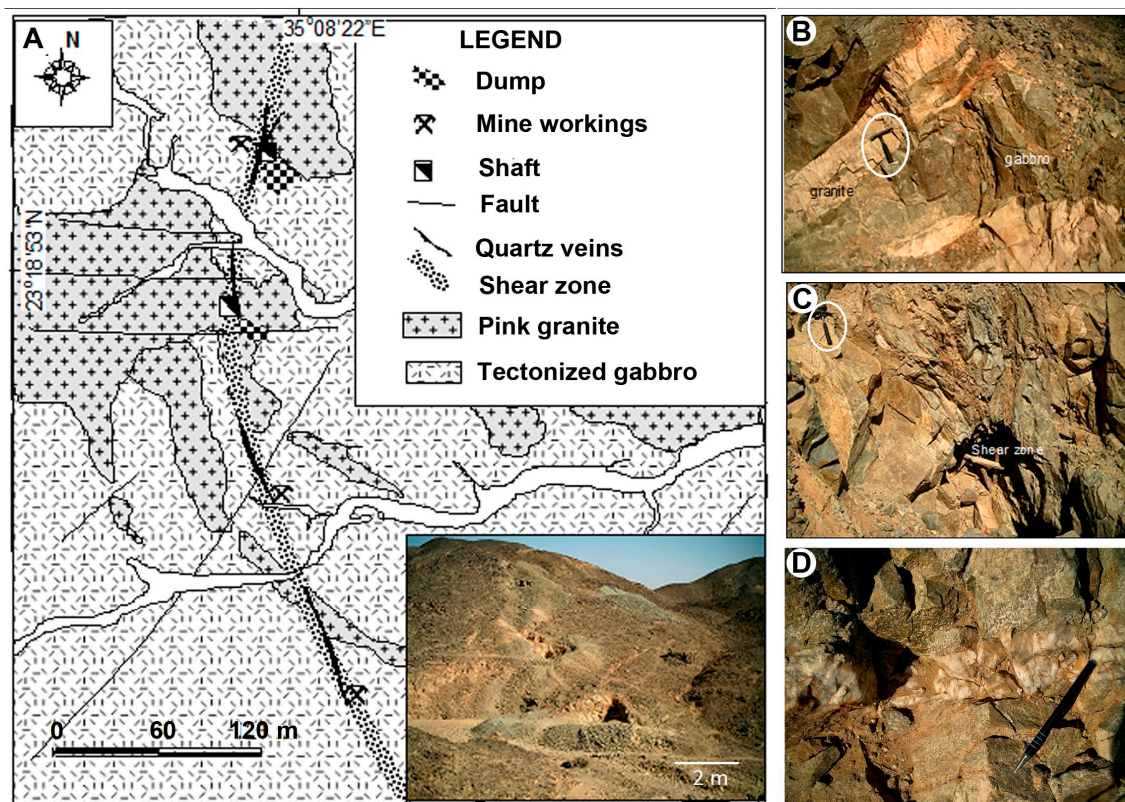 A
N
35°08'22"E
23°18'53"N
LEGEND
Dump
Mine workings
Shaft
Fault
Quartz veins
Shear zone
Pink granite
Tectonized gabbro
0 60 120 m
2 m
B
granite
gabbro
C
Shear zone
D